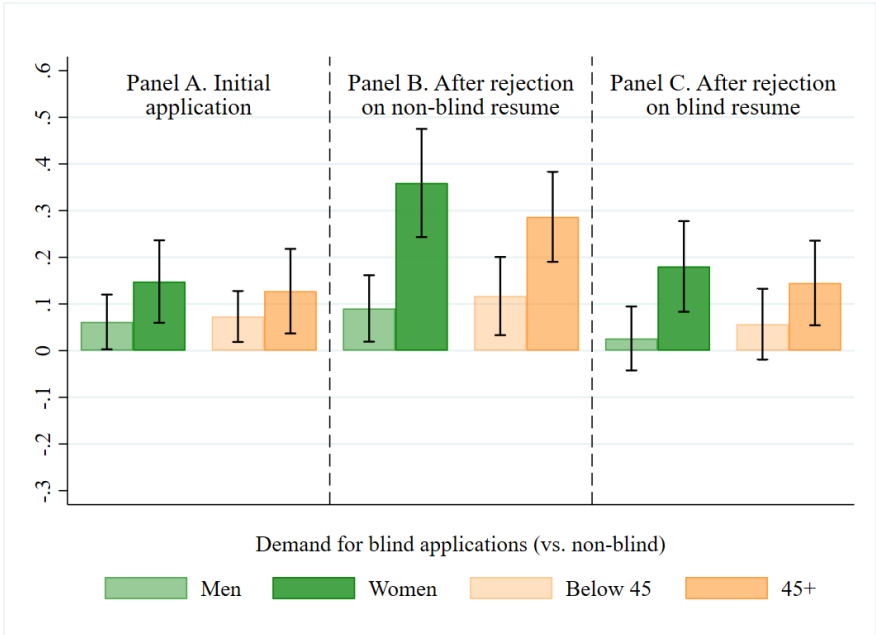 Panel A. Initial
application
Panel B. After rejection
on non-blind resume
Panel C. After rejection
on blind resume
.6
.5
.4
.3
.2
.1
0
-.1
-.2
-.3
Demand for blind applications (vs. non-blind)
Men
Women
Below 45
45+